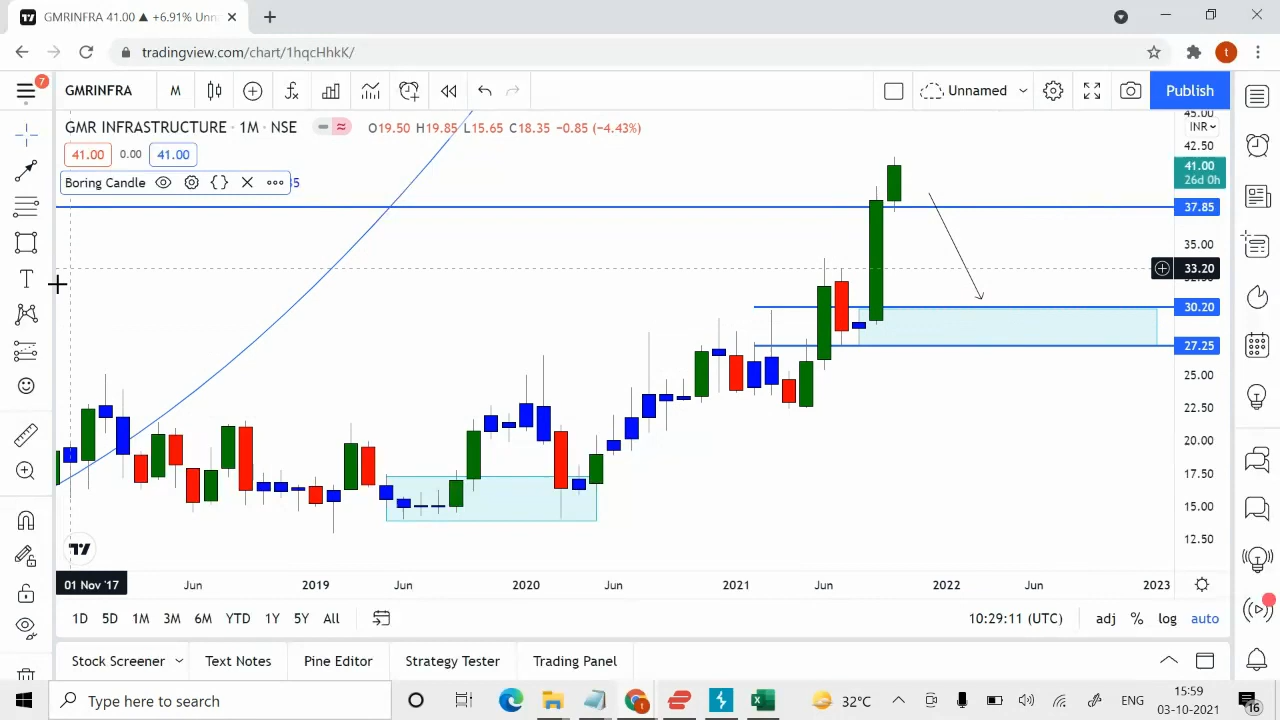 GMRINFRA 41.00 ▲ +6.91% Unn
tradingview.com/chart/1hqcHhkK/
t
7
GMRINFRA
M
Unnamed
Publish
GMR INFRASTRUCTURE · 1M · NSE
O19.50 H19.85 L15.65 C18.35 -0.85 (-4.43%)
41.00
0.00
41.00
Boring Candle
45.00
INR
42.50
41.00
26d 0h
37.85
35.00
33.20
30.20
27.25
25.00
22.50
20.00
17.50
15.00
12.50
01 Nov '17
Jun
2019
Jun
2020
Jun
2021
Jun
2022
Jun
2023
1D 5D 1M 3M 6M YTD 1Y 5Y All
10:29:11 (UTC)
adj % log auto
Stock Screener
Text Notes
Pine Editor
Strategy Tester
Trading Panel
Type here to search
32°C
ENG
15:59
03-10-2021
16